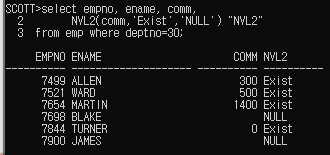 SCOTT>select empno, ename, comm,
  2         NVL2(comm,'Exist','NULL') "NVL2"
  3  from emp where deptno=30;
     EMPNO ENAME                      COMM NVL2
---------- -------------------- ---------- ----------
      7499 ALLEN                       300 Exist
      7521 WARD                        500 Exist
      7654 MARTIN                     1400 Exist
      7698 BLAKE                           NULL
      7844 TURNER                        0 Exist
      7900 JAMES                           NULL